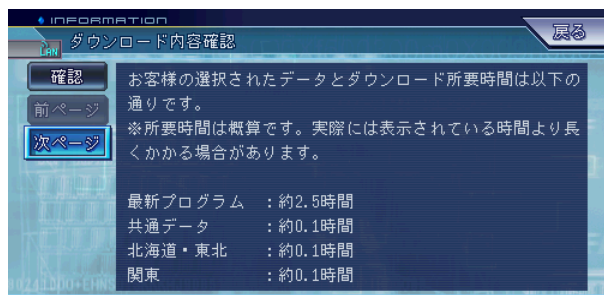 INFORMATION
LAN
ダウンロード内容確認
戻る
確認
前ページ
次ページ
お客様の選択されたデータとダウンロード所要時間は以下の
通りです。
※所要時間は概算です。実際には表示されている時間より長
くかかる場合があります。
最新プログラム :約2.5時間
共通データ :約0.1時間
北海道・東北 :約0.1時間
関東 :約0.1時間